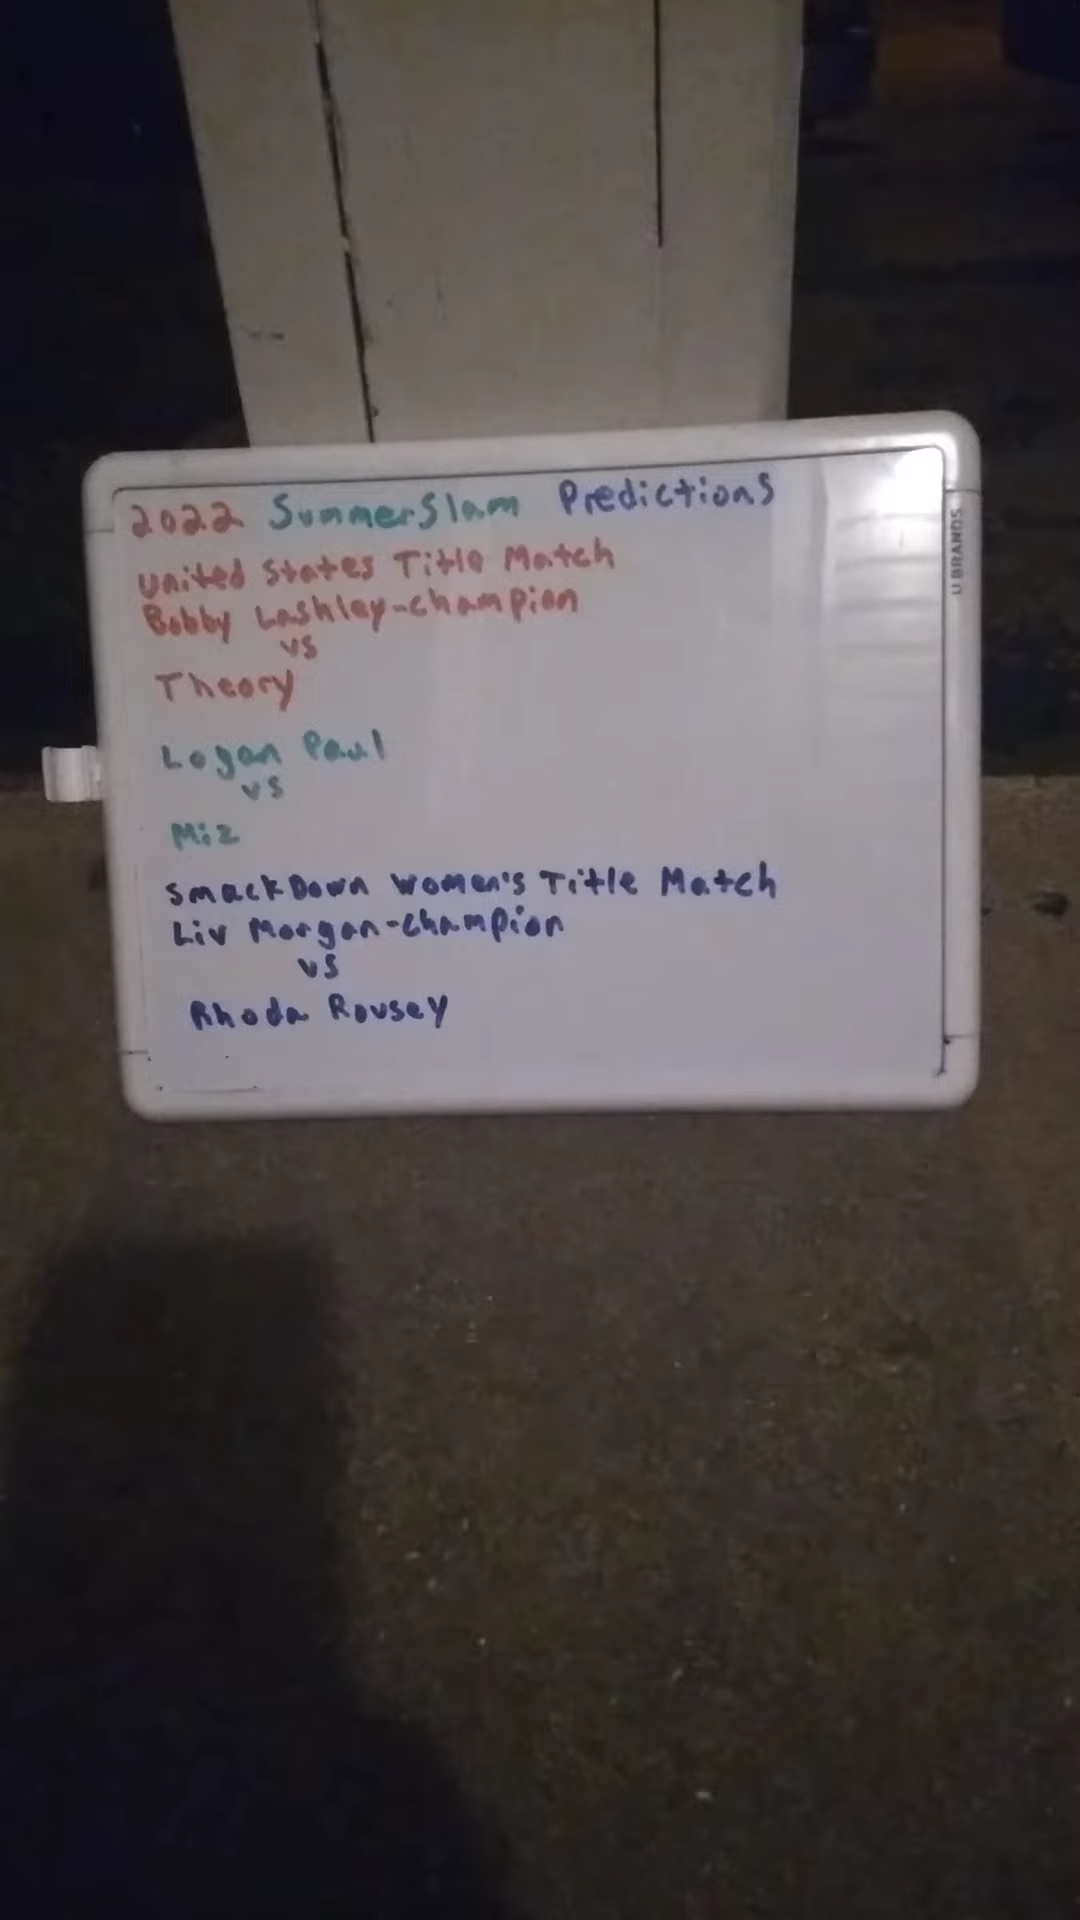 2022 SummerSlam Predictions
United States Title Match
Bobby Lashley-Champion
vs
Theory
Logan Paul
vs
Miz
SmackDown Women's Title Match
Liv Morgan-Champion
vs
Rhoda Rousey
U BRANDS